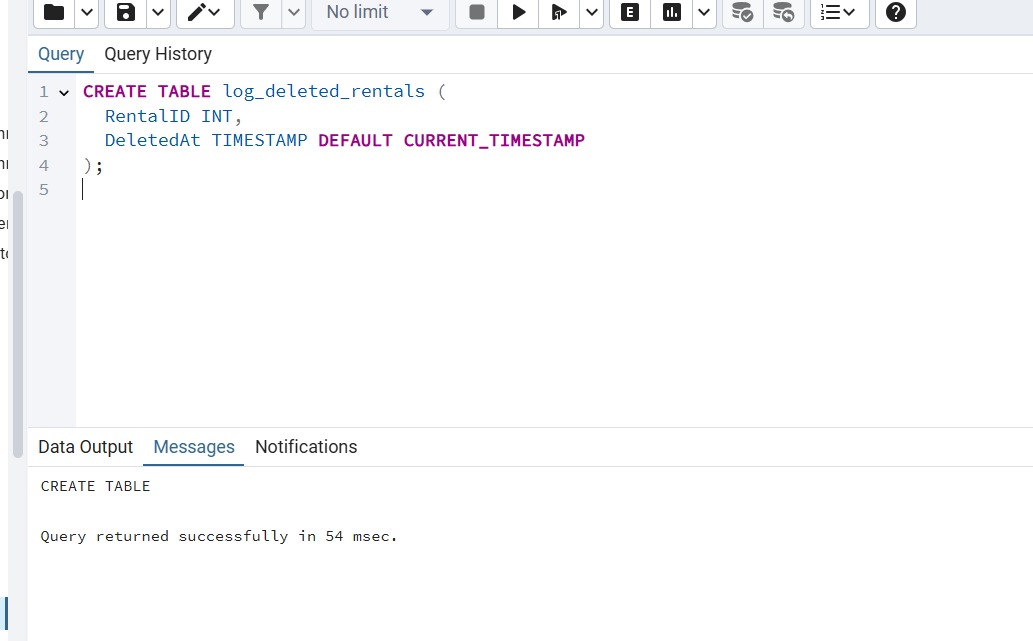 No limit
E
Query Query History
1 CREATE TABLE log_deleted_rentals (
2 RentalID INT,
3 DeletedAt TIMESTAMP DEFAULT CURRENT_TIMESTAMP
4 );
5
Data Output Messages Notifications
CREATE TABLE
Query returned successfully in 54 msec.